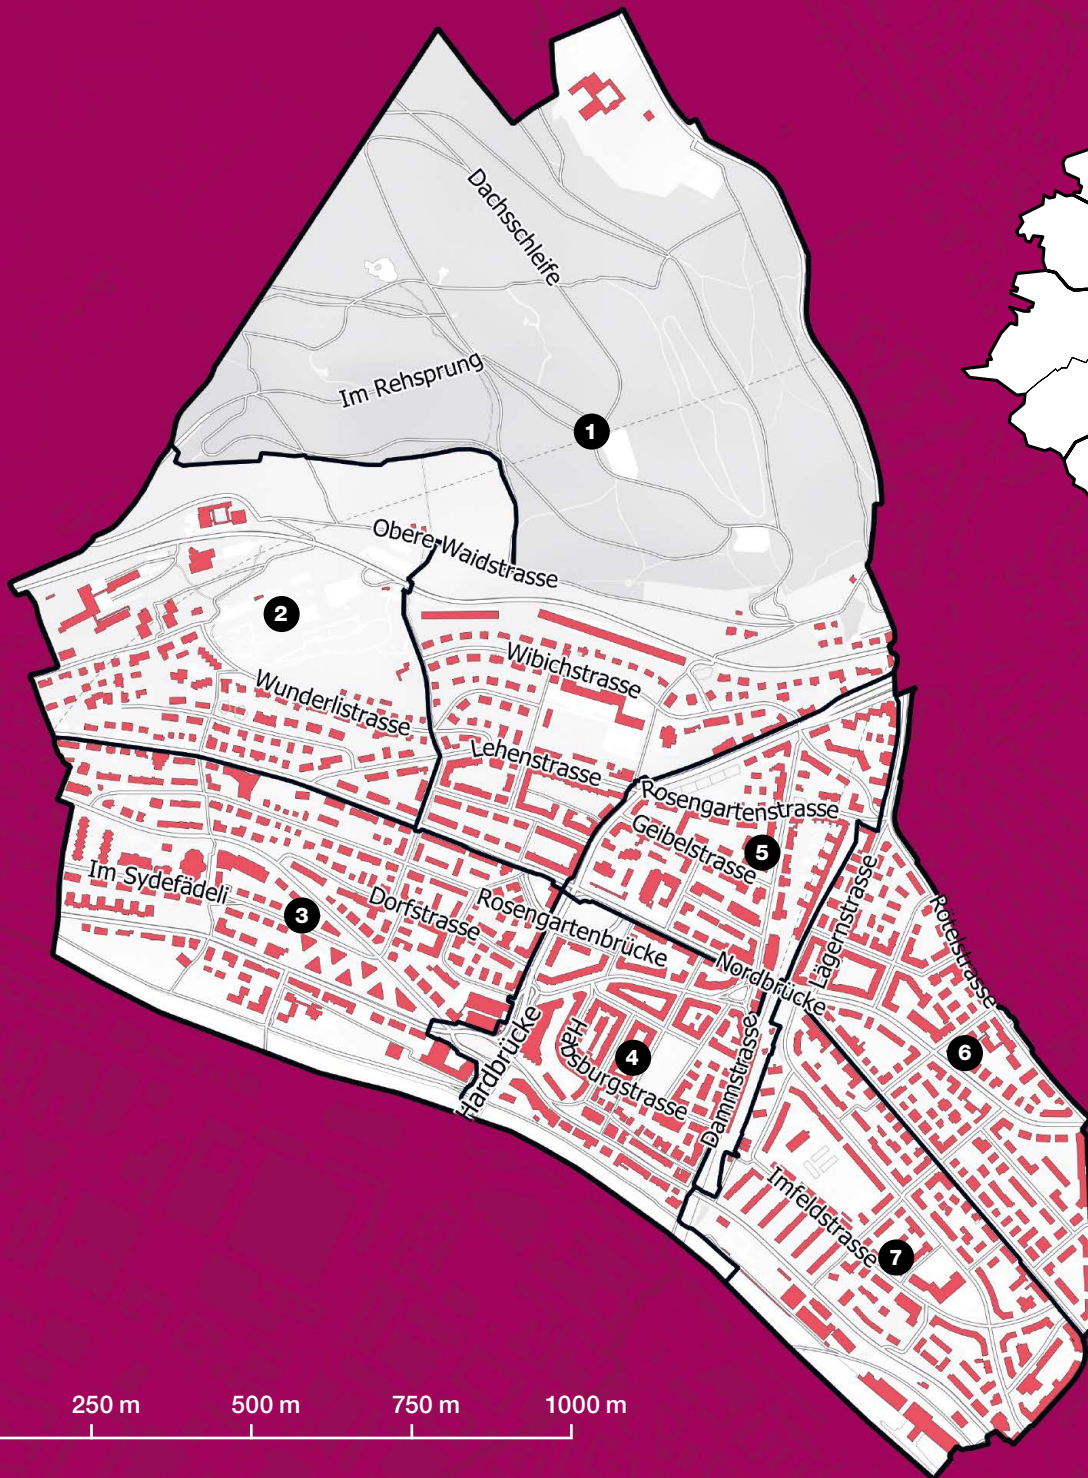 Dachsschleife
Im Rehsprung
1
Obere Waidstrasse
2
Wibichstrasse
Wunderlistrasse
Lehenstrasse
Rosengartenstrasse
Geibelstrasse
5
Im Sydefädeli
Lägernstrasse
3
Dorfstrasse
Rosengartenbrücke
Rötelstrasse
Nordbrücke
Hardbrücke
Habsburgstrasse
4
6
Dammstrasse
Imfeldstrasse
7
250 m 500 m 750 m 1000 m